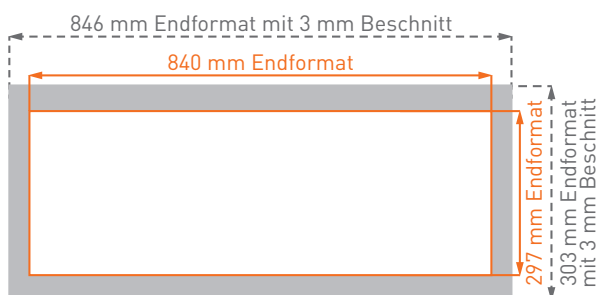 846 mm Endformat mit 3 mm Beschnitt
840 mm Endformat
297 mm Endformat
303 mm Endformat
mit 3 mm Beschnitt